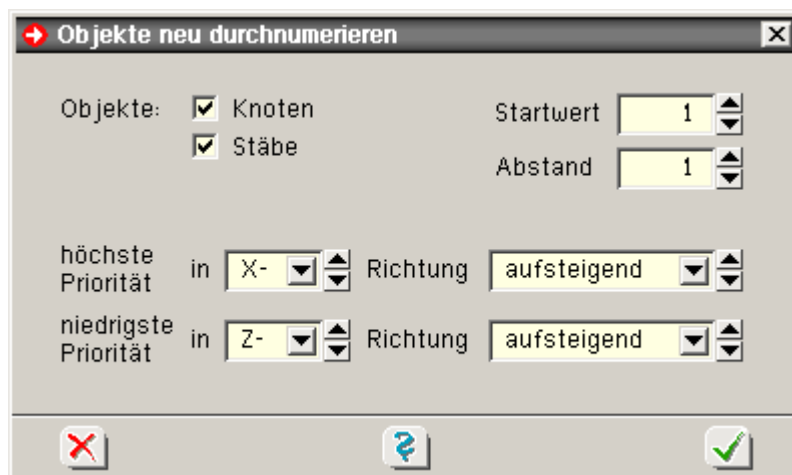 Objekte neu durchnumerieren
Objekte: Knoten
Stäbe
Startwert 1
Abstand 1
höchste
Priorität in X- Richtung aufsteigend
niedrigste
Priorität in Z- Richtung aufsteigend